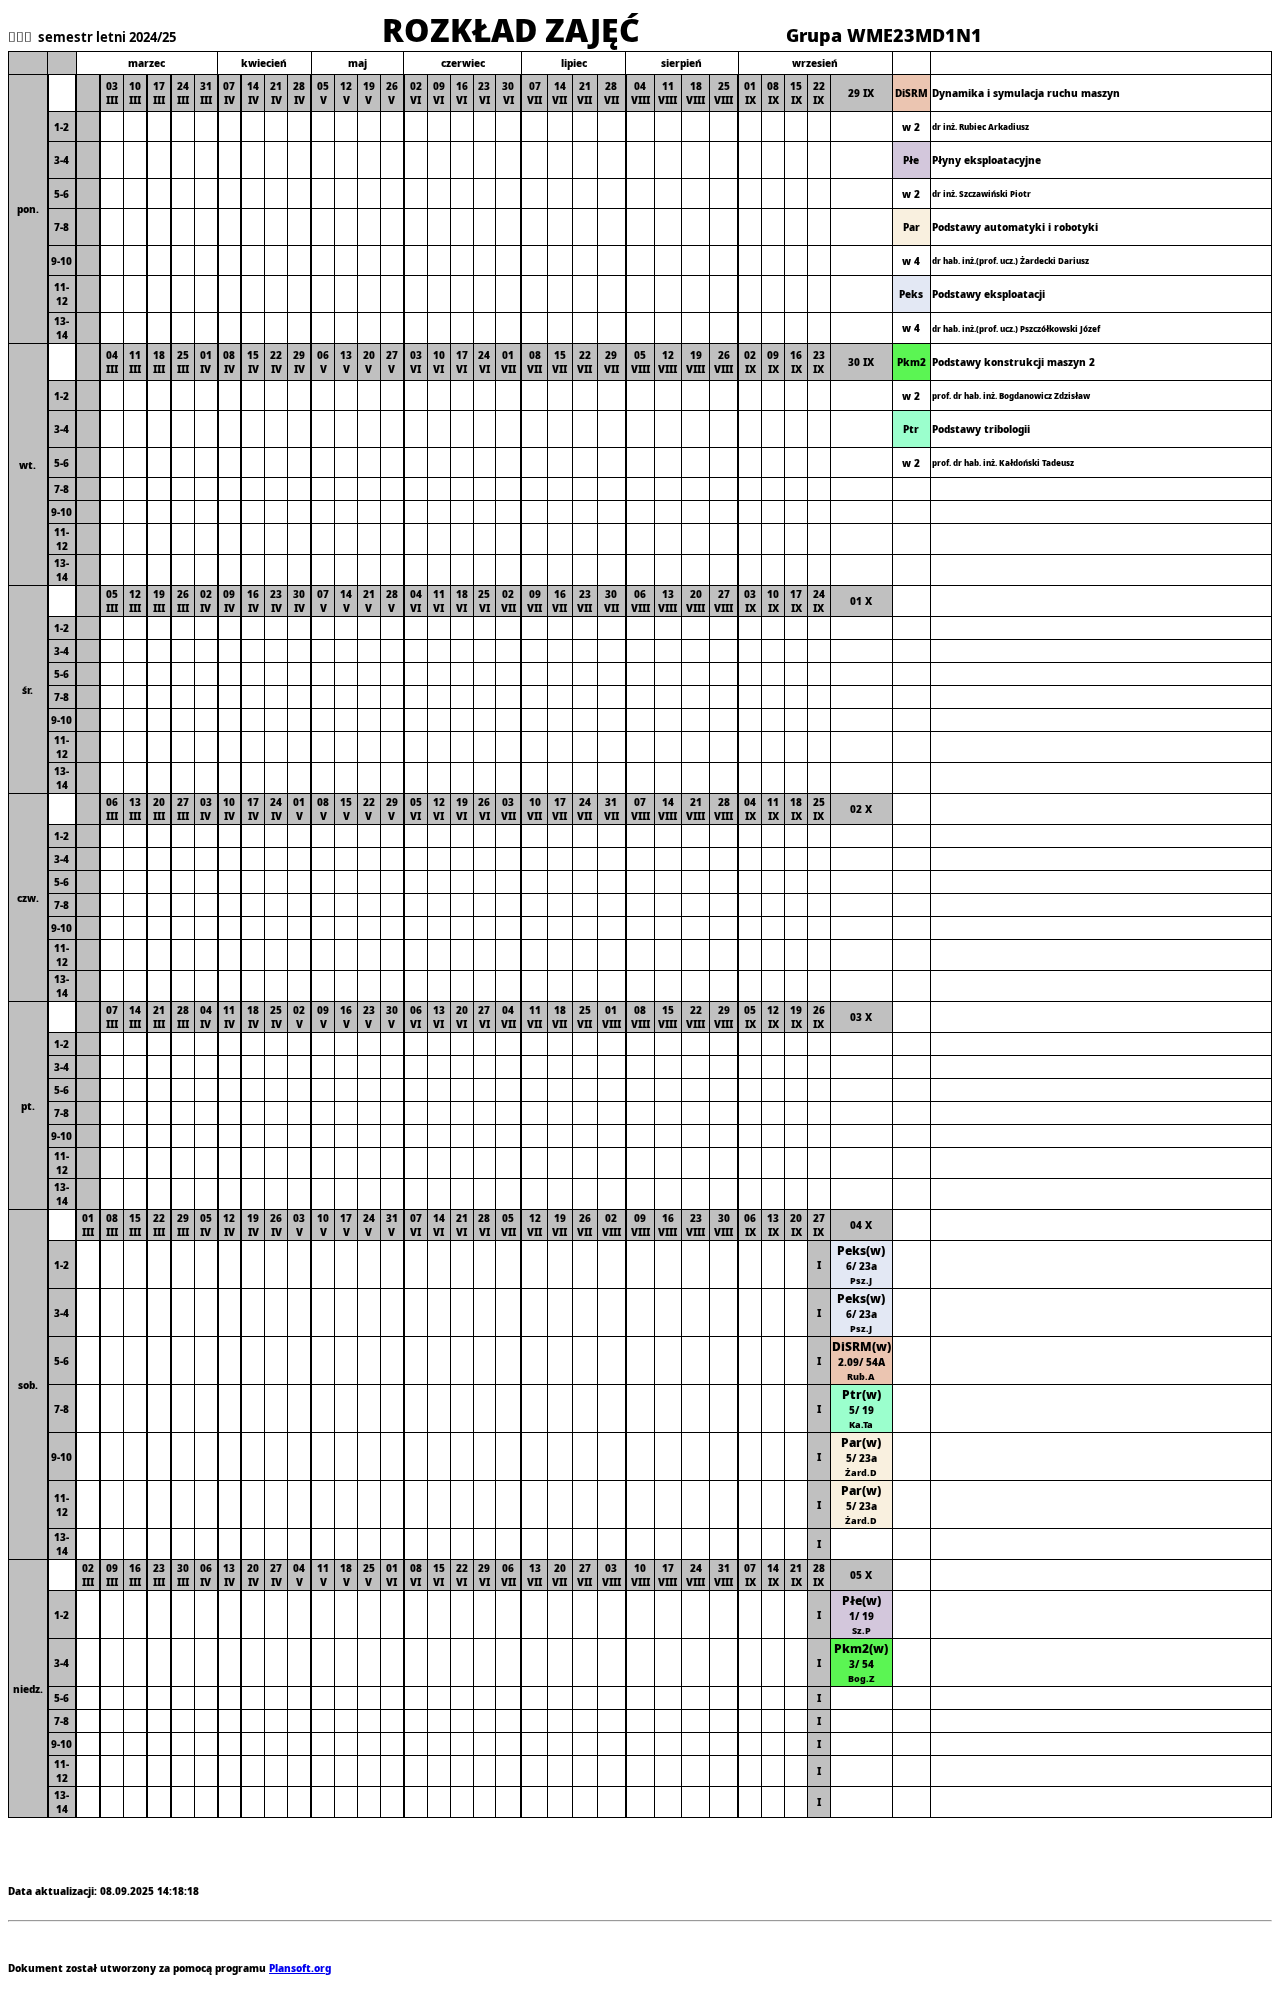 semestr letni 2024/25 ROZKŁAD ZAJĘĆ Grupa WME23MD1N1
marzec kwiecień maj czerwiec lipiec sierpień wrzesień
pon. 03 III 10 III 17 III 24 III 31 III 07 IV 14 IV 21 IV 28 IV 05 V 12 V 19 V 26 V 02 VI 09 VI 16 VI 23 VI 30 VI 07 VII 14 VII 21 VII 28 VII 04 VIII 11 VIII 18 VIII 25 VIII 01 IX 08 IX 15 IX 22 IX 29 IX DiSRM Dynamika i symulacja ruchu maszyn
1-2 w 2 dr inż. Rubiec Arkadiusz
3-4 Płe Płyny eksploatacyjne
5-6 w 2 dr inż. Szczawiński Piotr
7-8 Par Podstawy automatyki i robotyki
9-10 w 4 dr hab. inż.(prof. ucz.) Żardecki Dariusz
11-12 Peks Podstawy eksploatacji
13-14 w 4 dr hab. inż.(prof. ucz.) Pszczółkowski Józef
wt. 04 III 11 III 18 III 25 III 01 IV 08 IV 15 IV 22 IV 29 IV 06 V 13 V 20 V 27 V 03 VI 10 VI 17 VI 24 VI 01 VII 08 VII 15 VII 22 VII 29 VII 05 VIII 12 VIII 19 VIII 26 VIII 02 IX 09 IX 16 IX 23 IX 30 IX Pkm2 Podstawy konstrukcji maszyn 2
1-2 w 2 prof. dr hab. inż. Bogdanowicz Zdzisław
3-4 Ptr Podstawy tribologii
5-6 w 2 prof. dr hab. inż. Kałdoński Tadeusz
7-8
9-10
11-12
13-14
śr. 05 III 12 III 19 III 26 III 02 IV 09 IV 16 IV 23 IV 30 IV 07 V 14 V 21 V 28 V 04 VI 11 VI 18 VI 25 VI 02 VII 09 VII 16 VII 23 VII 30 VII 06 VIII 13 VIII 20 VIII 27 VIII 03 IX 10 IX 17 IX 24 IX 01 X
1-2
3-4
5-6
7-8
9-10
11-12
13-14
czw. 06 III 13 III 20 III 27 III 03 IV 10 IV 17 IV 24 IV 01 V 08 V 15 V 22 V 29 V 05 VI 12 VI 19 VI 26 VI 03 VII 10 VII 17 VII 24 VII 31 VII 07 VIII 14 VIII 21 VIII 28 VIII 04 IX 11 IX 18 IX 25 IX 02 X
1-2
3-4
5-6
7-8
9-10
11-12
13-14
pt. 07 III 14 III 21 III 28 III 04 IV 11 IV 18 IV 25 IV 02 V 09 V 16 V 23 V 30 V 06 VI 13 VI 20 VI 27 VI 04 VII 11 VII 18 VII 25 VII 01 VIII 08 VIII 15 VIII 22 VIII 29 VIII 05 IX 12 IX 19 IX 26 IX 03 X
1-2
3-4
5-6
7-8
9-10
11-12
13-14
sob. 01 III 08 III 15 III 22 III 29 III 05 IV 12 IV 19 IV 26 IV 03 V 10 V 17 V 24 V 31 V 07 VI 14 VI 21 VI 28 VI 05 VII 12 VII 19 VII 26 VII 02 VIII 09 VIII 16 VIII 23 VIII 30 VIII 06 IX 13 IX 20 IX 27 IX 04 X
1-2 I Peks(w) 6/ 23a Psz.J
3-4 I Peks(w) 6/ 23a Psz.J
5-6 I DiSRM(w) 2.09/ 54A Rub.A
7-8 I Ptr(w) 5/ 19 Ka.Ta
9-10 I Par(w) 5/ 23a Żard.D
11-12 I Par(w) 5/ 23a Żard.D
13-14 I
niedz. 02 III 09 III 16 III 23 III 30 III 06 IV 13 IV 20 IV 27 IV 04 V 11 V 18 V 25 V 01 VI 08 VI 15 VI 22 VI 29 VI 06 VII 13 VII 20 VII 27 VII 03 VIII 10 VIII 17 VIII 24 VIII 31 VIII 07 IX 14 IX 21 IX 28 IX 05 X
1-2 I Płe(w) 1/ 19 Sz.P
3-4 I Pkm2(w) 3/ 54 Bog.Z
5-6 I
7-8 I
9-10 I
11-12 I
13-14 I
Data aktualizacji: 08.09.2025 14:18:18
Dokument został utworzony za pomocą programu Plansoft.org